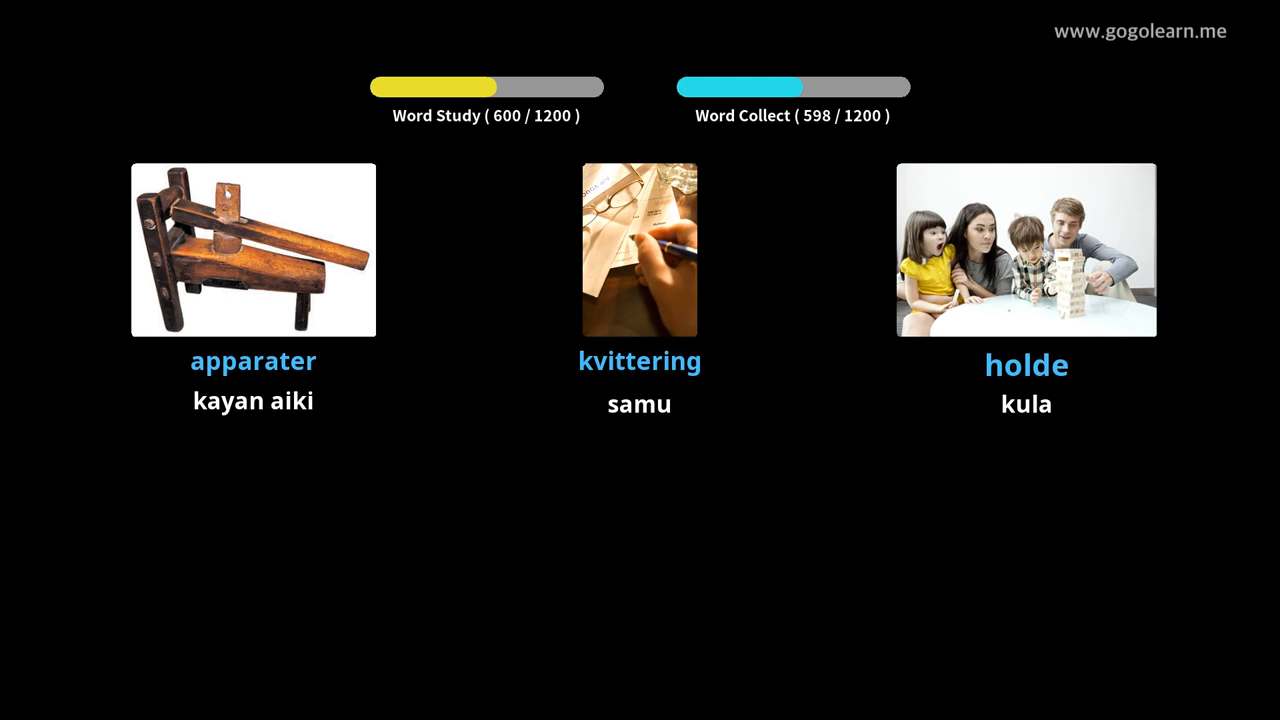 www.gogolearn.me
Word Study ( 600 / 1200 )
Word Collect ( 598 / 1200 )
apparater
kvittering
holde
kayan aiki
samu
kula